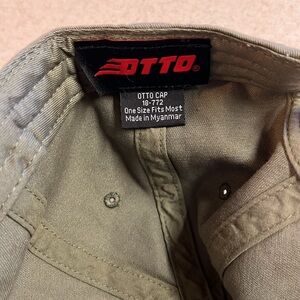 OTTO
OTTO CAP
18-772
One Size Fits Most
Made in Myanmar